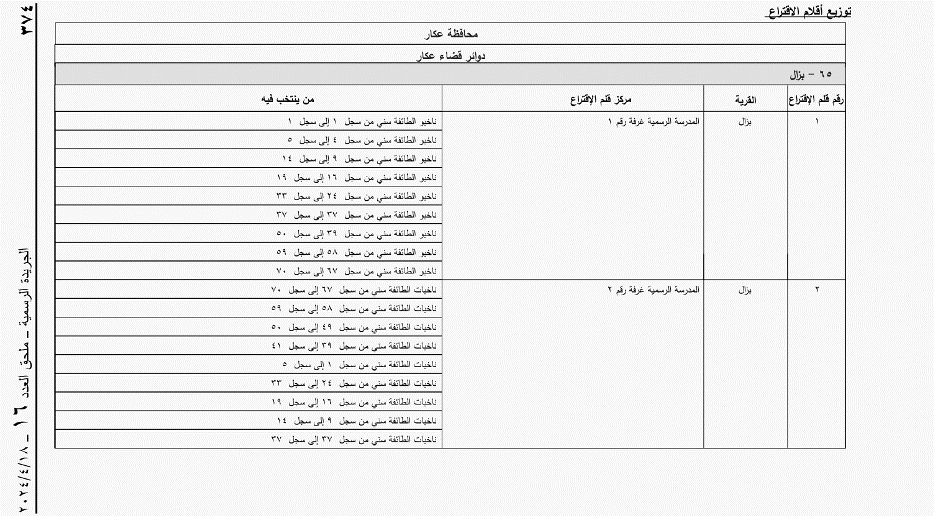 توزيع أقلام الإقتراع
محافظة عكار
دوائر قضاء عكار
٦٥ - بزال
رقم قلم الإقتراع القرية مركز قلم الإقتراع من ينتخب فيه
١ بزال المدرسة الرسمية غرفة رقم ١ ناخبو الطائفة سني من سجل ١ إلى سجل ١
ناخبو الطائفة سني من سجل ٤ إلى سجل ٥
ناخبو الطائفة سني من سجل ٩ إلى سجل ١٤
ناخبو الطائفة سني من سجل ١٦ إلى سجل ١٩
ناخبو الطائفة سني من سجل ٢٤ إلى سجل ٣٣
ناخبو الطائفة سني من سجل ٣٧ إلى سجل ٣٧
ناخبو الطائفة سني من سجل ٣٩ إلى سجل ٥٠
ناخبو الطائفة سني من سجل ٥٨ إلى سجل ٥٩
ناخبو الطائفة سني من سجل ٦٧ إلى سجل ٧٠
٢ بزال المدرسة الرسمية غرفة رقم ٢ ناخبات الطائفة سني من سجل ٦٧ إلى سجل ٧٠
ناخبات الطائفة سني من سجل ٥٨ إلى سجل ٥٩
ناخبات الطائفة سني من سجل ٤٩ إلى سجل ٥٠
ناخبات الطائفة سني من سجل ٣٩ إلى سجل ٤١
ناخبات الطائفة سني من سجل ١ إلى سجل ٥
ناخبات الطائفة سني من سجل ٢٤ إلى سجل ٣٣
ناخبات الطائفة سني من سجل ١٦ إلى سجل ١٩
ناخبات الطائفة سني من سجل ٩ إلى سجل ١٤
ناخبات الطائفة سني من سجل ٣٧ إلى سجل ٣٧
٣٧٤
الجريدة الرسمية – ملحق العدد ١٦ – ٢٠٢٤/٤/١٨